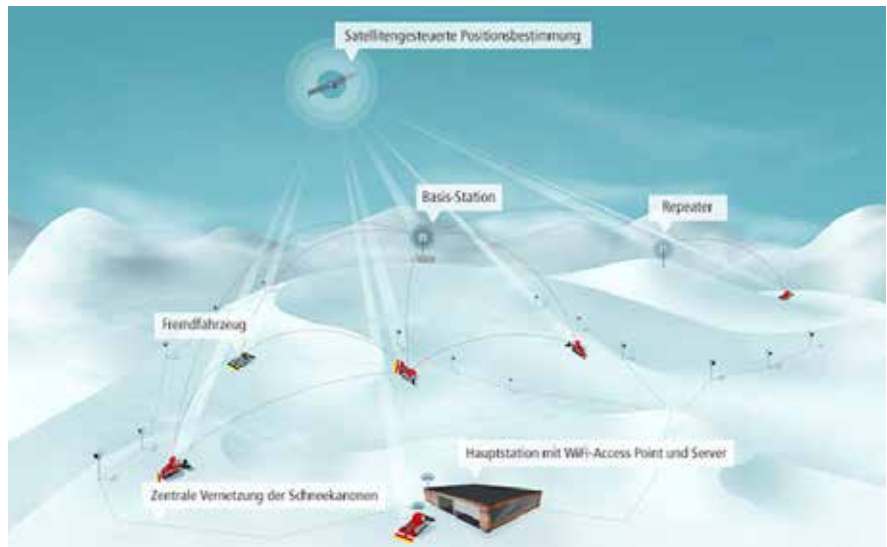 Satellitengesteuerte Positionsbestimmung
Basis-Station
Repeater
Fremdfahrzeug
Hauptstation mit WiFi-Access Point und Server
Zentrale Vernetzung der Schneekanonen